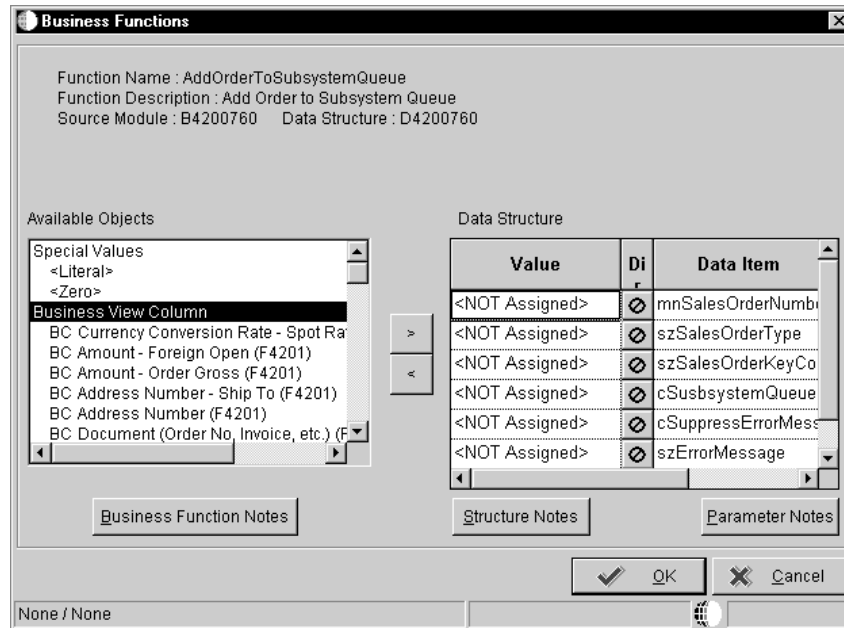 Business Functions
Function Name : AddOrderToSubsystemQueue
Function Description : Add Order to Subsystem Queue
Source Module : B4200760 Data Structure : D4200760
Available Objects
Special Values
<Literal>
<Zero>
Business View Column
BC Currency Conversion Rate - Spot Ra
BC Amount - Foreign Open (F4201)
BC Amount - Order Gross (F4201)
BC Address Number - Ship To (F4201)
BC Address Number (F4201)
BC Document (Order No, Invoice, etc.) (F
>
<
Data Structure
Value Dir Data Item
<NOT Assigned> mnSalesOrderNumb
<NOT Assigned> szSalesOrderType
<NOT Assigned> szSalesOrderKeyCo
<NOT Assigned> cSusbsystemQueue
<NOT Assigned> cSuppressErrorMess
<NOT Assigned> szErrorMessage
Business Function Notes
Structure Notes
Parameter Notes
OK
Cancel
None / None